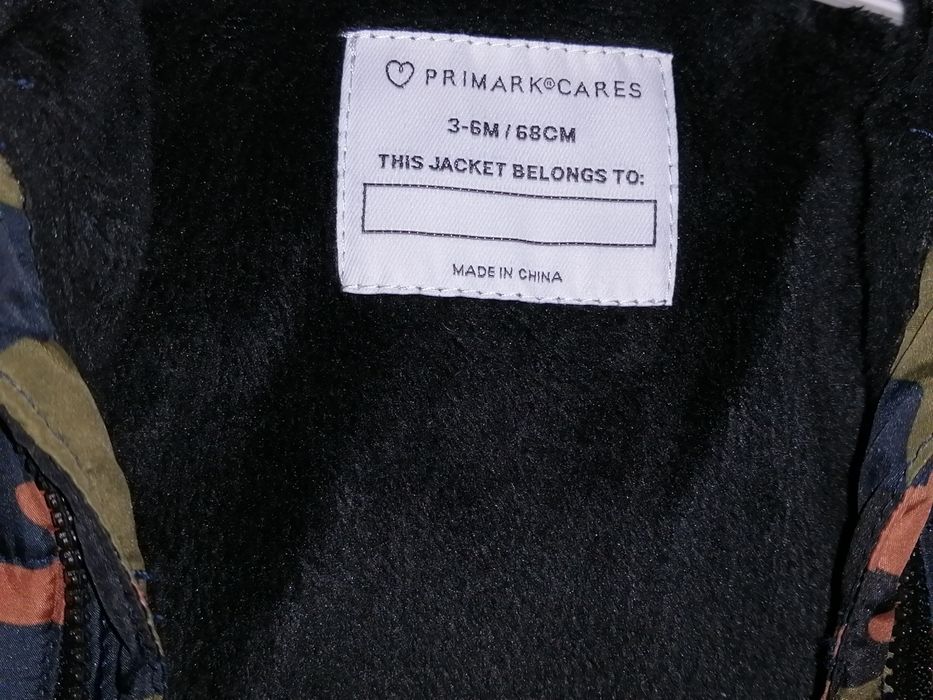 PRIMARK®CARES
3-6M / 68CM
THIS JACKET BELONGS TO:
MADE IN CHINA